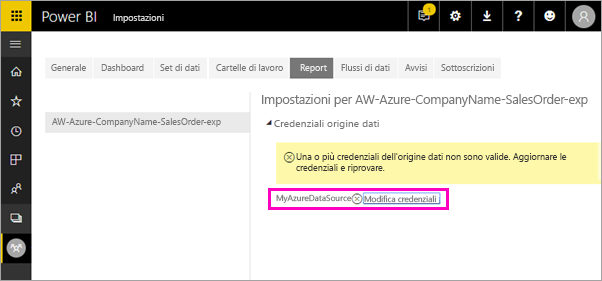 Power BI Impostazioni 1
Generale Dashboard Set di dati Cartelle di lavoro Report Flussi di dati Avvisi Sottoscrizioni
AW-Azure-CompanyName-SalesOrder-exp
Impostazioni per AW-Azure-CompanyName-SalesOrder-exp
Credenziali origine dati
Una o più credenziali dell'origine dati non sono valide. Aggiornare le
credenziali e riprovare.
MyAzureDataSource Modifica credenziali